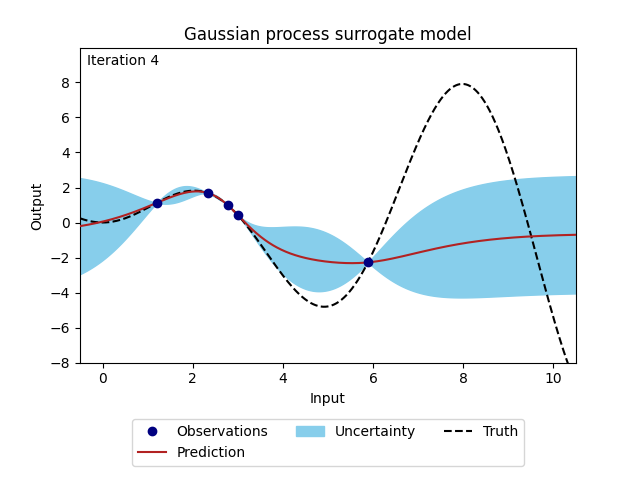 Gaussian process surrogate model
Iteration 4
8
6
4
2
0
−2
−4
−6
−8
Output
0 2 4 6 8 10
Input
Observations Uncertainty Truth
Prediction